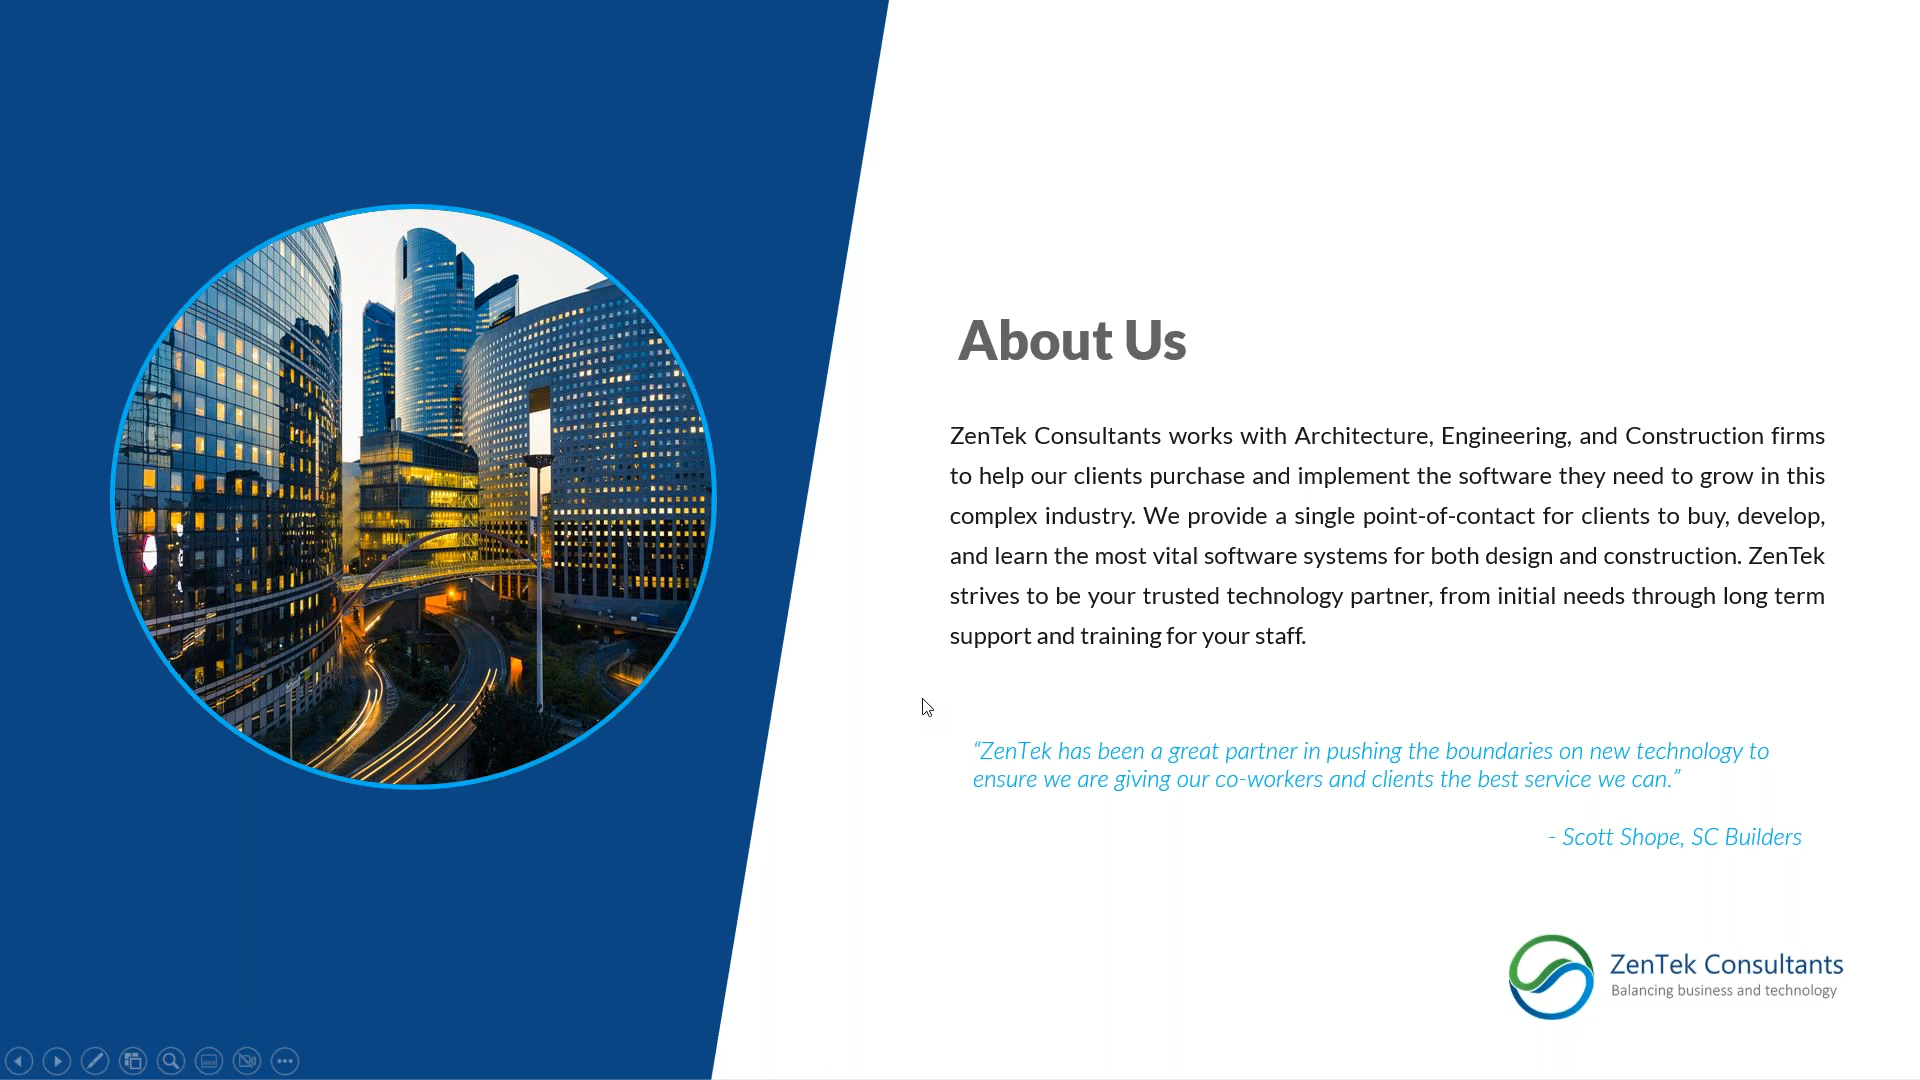 About Us
ZenTek Consultants works with Architecture, Engineering, and Construction firms
to help our clients purchase and implement the software they need to grow in this
complex industry. We provide a single point-of-contact for clients to buy, develop,
and learn the most vital software systems for both design and construction. ZenTek
strives to be your trusted technology partner, from initial needs through long term
support and training for your staff.
“ZenTek has been a great partner in pushing the boundaries on new technology to
ensure we are giving our co-workers and clients the best service we can.”
- Scott Shope, SC Builders
ZenTek Consultants
Balancing business and technology